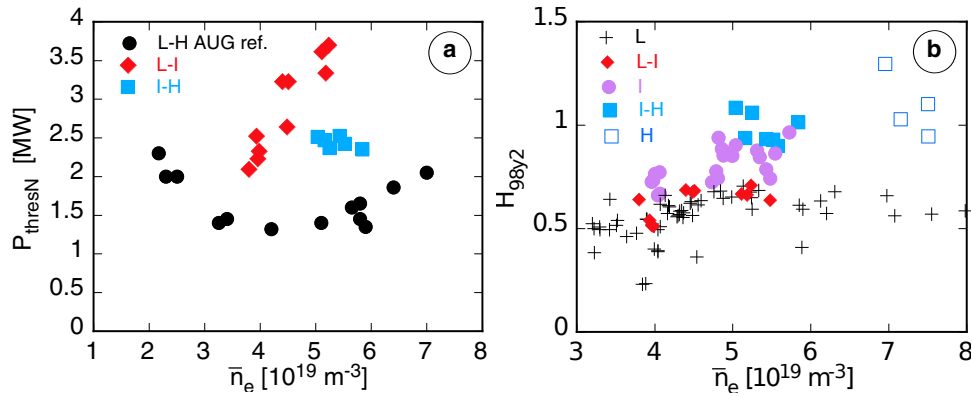 4
3.5
3
2.5
2
1.5
1
0.5
0
P_thresN [MW]
L-H AUG ref.
L-I
I-H
a
1 2 3 4 5 6 7 8
n̅_e [10^19 m^-3]
1.5
1
0.5
0
H_98y2
L
L-I
I
I-H
H
b
3 4 5 6 7 8
n̅_e [10^19 m^-3]